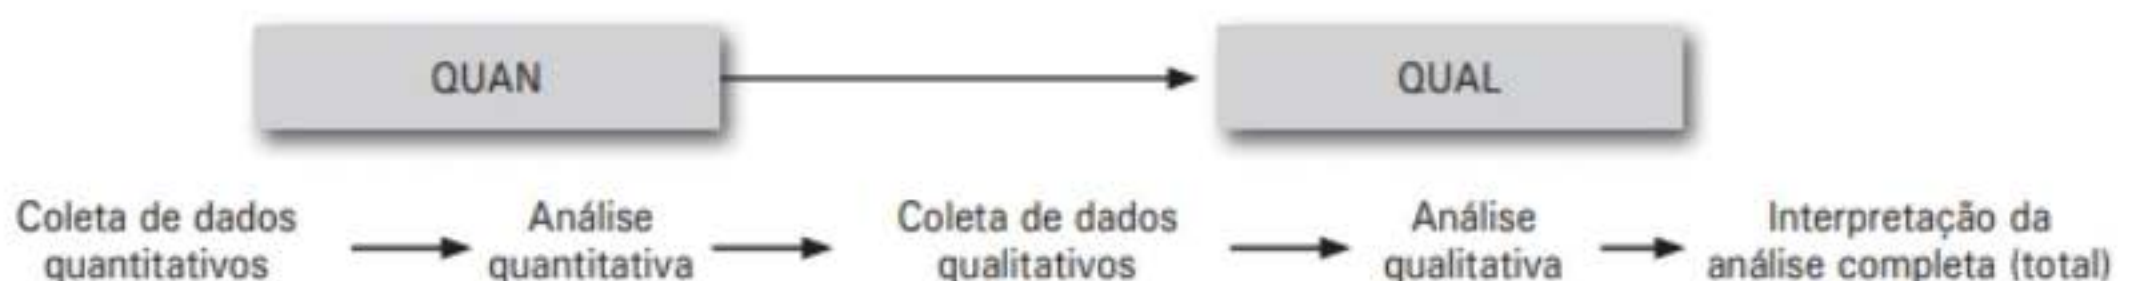 QUAN
QUAL
Coleta de dados
quantitativos
Análise
quantitativa
Coleta de dados
qualitativos
Análise
qualitativa
Interpretação da
análise completa (total)